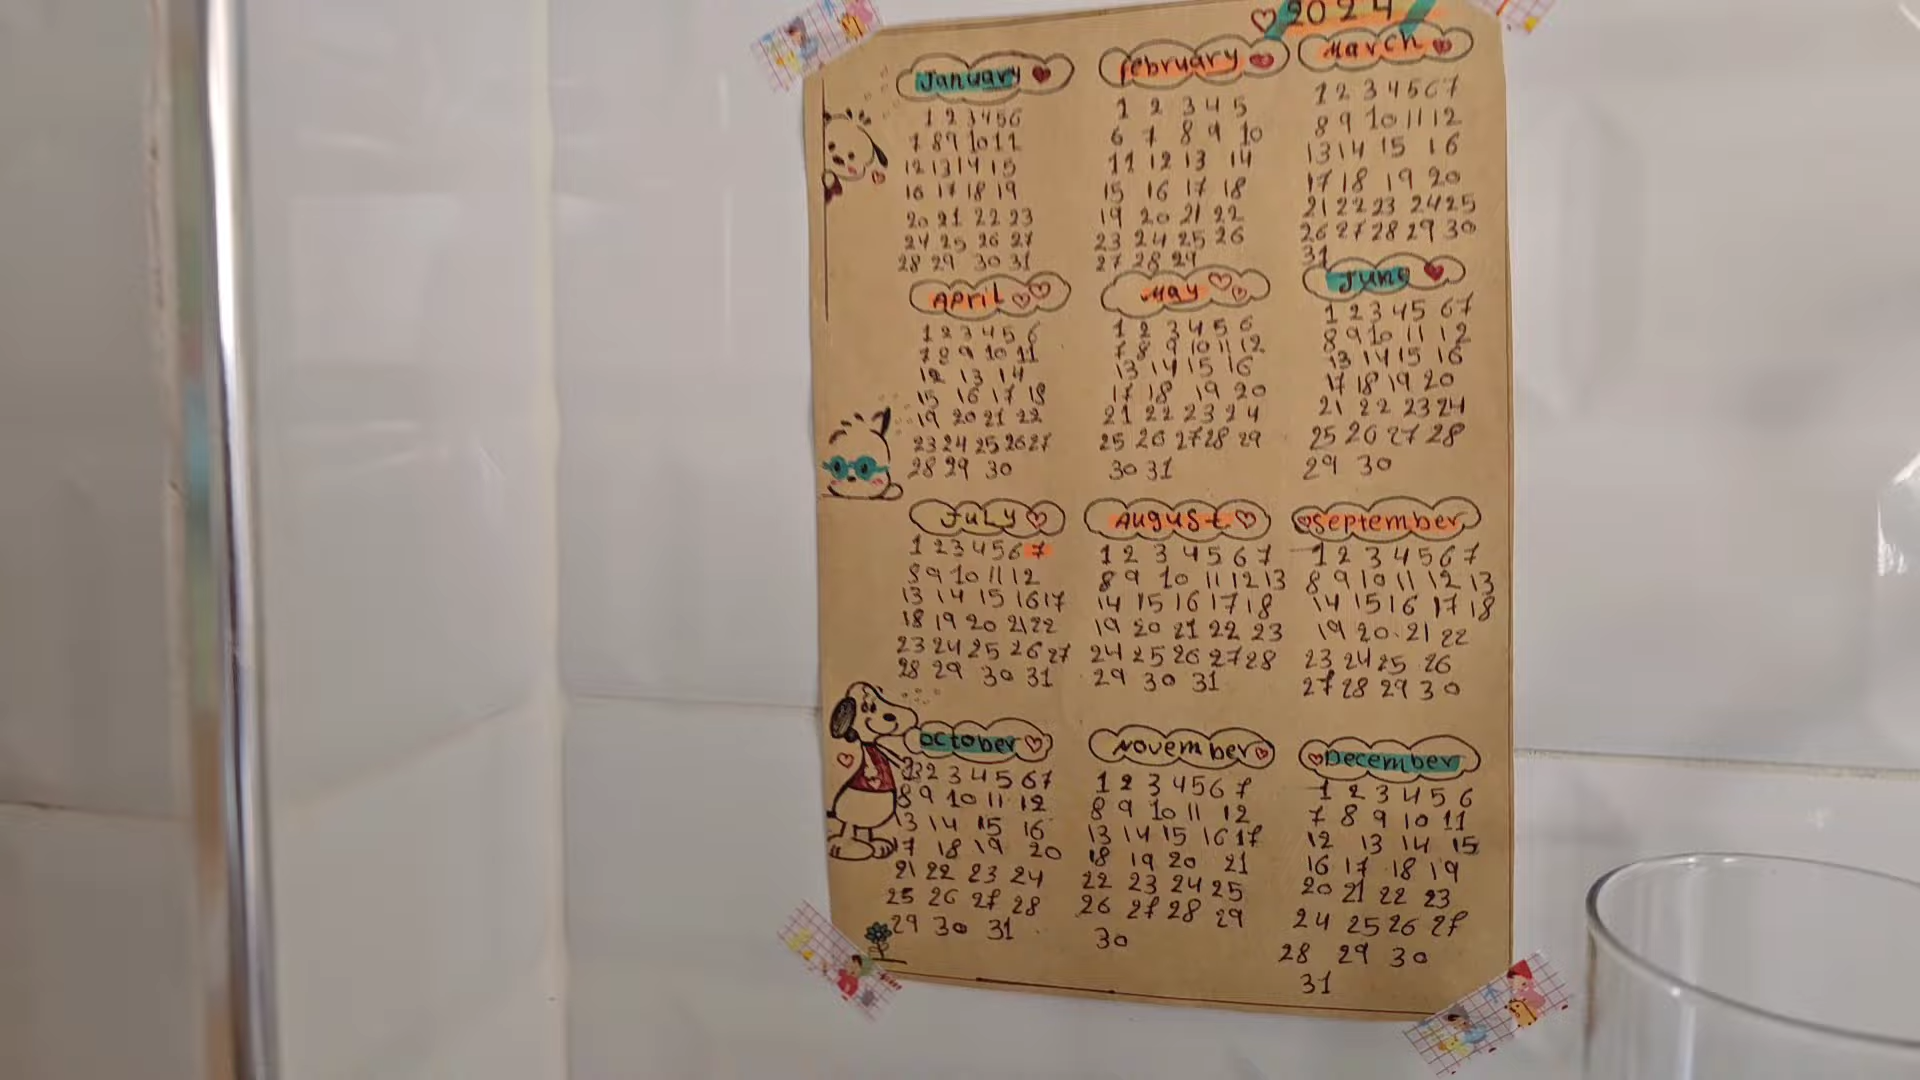 2024
January
1 2 3 4 5 6
7 8 9 10 11
12 13 14 15
16 17 18 19
20 21 22 23
24 25 26 27
28 29 30 31
February
1 2 3 4 5
6 7 8 9 10
11 12 13 14
15 16 17 18
19 20 21 22
23 24 25 26
27 28 29
March
1 2 3 4 5 6 7
8 9 10 11 12
13 14 15 16
17 18 19 20
21 22 23 24 25
26 27 28 29 30
31
April
1 2 3 4 5 6
7 8 9 10 11
12 13 14
15 16 17 18
19 20 21 22
23 24 25 26 27
28 29 30
May
1 2 3 4 5 6
7 8 9 10 11 12
13 14 15 16
17 18 19 20
21 22 23 24
25 26 27 28 29
30 31
June
1 2 3 4 5 6 7
8 9 10 11 12
13 14 15 16
17 18 19 20
21 22 23 24
25 26 27 28
29 30
JULY
1 2 3 4 5 6 7
8 9 10 11 12
13 14 15 16 17
18 19 20 21 22
23 24 25 26 27
28 29 30 31
August
1 2 3 4 5 6 7
8 9 10 11 12 13
14 15 16 17 18
19 20 21 22 23
24 25 26 27 28
29 30 31
September
1 2 3 4 5 6 7
8 9 10 11 12 13
14 15 16 17 18
19 20 21 22
23 24 25 26
27 28 29 30
October
2 3 4 5 6 7
8 9 10 11 12
13 14 15 16
17 18 19 20
21 22 23 24
25 26 27 28
29 30 31
November
1 2 3 4 5 6 7
8 9 10 11 12
13 14 15 16 17
18 19 20 21
22 23 24 25
26 27 28 29
30
December
1 2 3 4 5 6
7 8 9 10 11
12 13 14 15
16 17 18 19
20 21 22 23
24 25 26 27
28 29 30
31